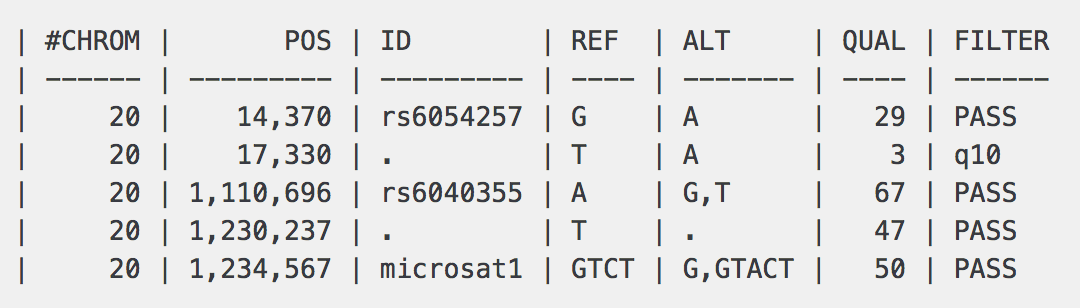 | #CHROM |       POS | ID        | REF  | ALT     | QUAL | FILTER
| ------ | --------- | --------- | ---- | ------- | ---- | ------
|     20 |    14,370 | rs6054257 | G    | A       |   29 | PASS
|     20 |    17,330 | .         | T    | A       |    3 | q10
|     20 | 1,110,696 | rs6040355 | A    | G,T     |   67 | PASS
|     20 | 1,230,237 | .         | T    | .       |   47 | PASS
|     20 | 1,234,567 | microsat1 | GTCT | G,GTACT |   50 | PASS